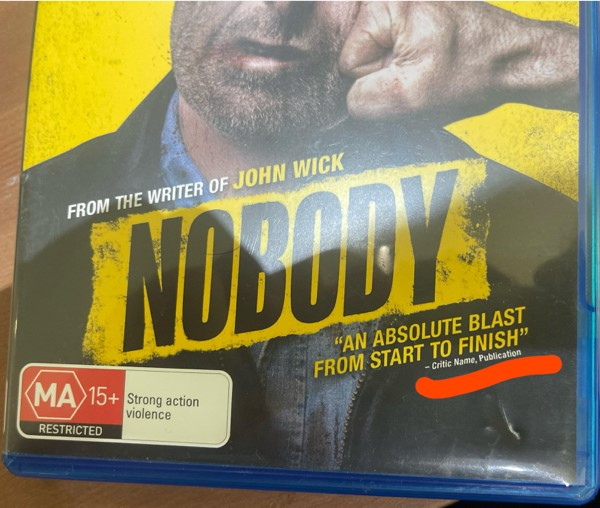 FROM THE WRITER OF JOHN WICK
NOBODY
“AN ABSOLUTE BLAST
FROM START TO FINISH”
– Critic Name, Publication
MA 15+
RESTRICTED
Strong action
violence